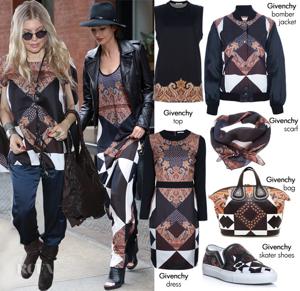 Givenchy
bomber
jacket
Givenchy
top
Givenchy
scarf
Givenchy
bag
Givenchy
skater shoes
Givenchy
dress